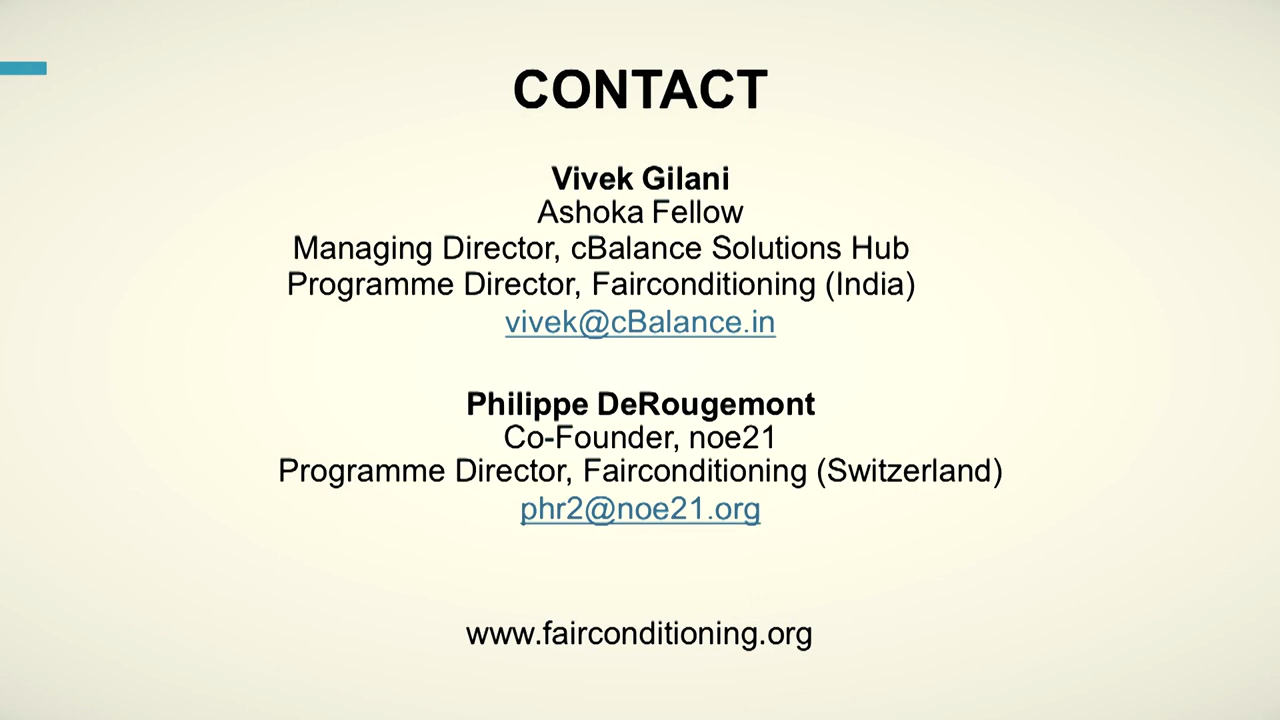 CONTACT
Vivek Gilani
Ashoka Fellow
Managing Director, cBalance Solutions Hub
Programme Director, Fairconditioning (India)
vivek@cBalance.in
Philippe DeRougemont
Co-Founder, noe21
Programme Director, Fairconditioning (Switzerland)
phr2@noe21.org
www.fairconditioning.org